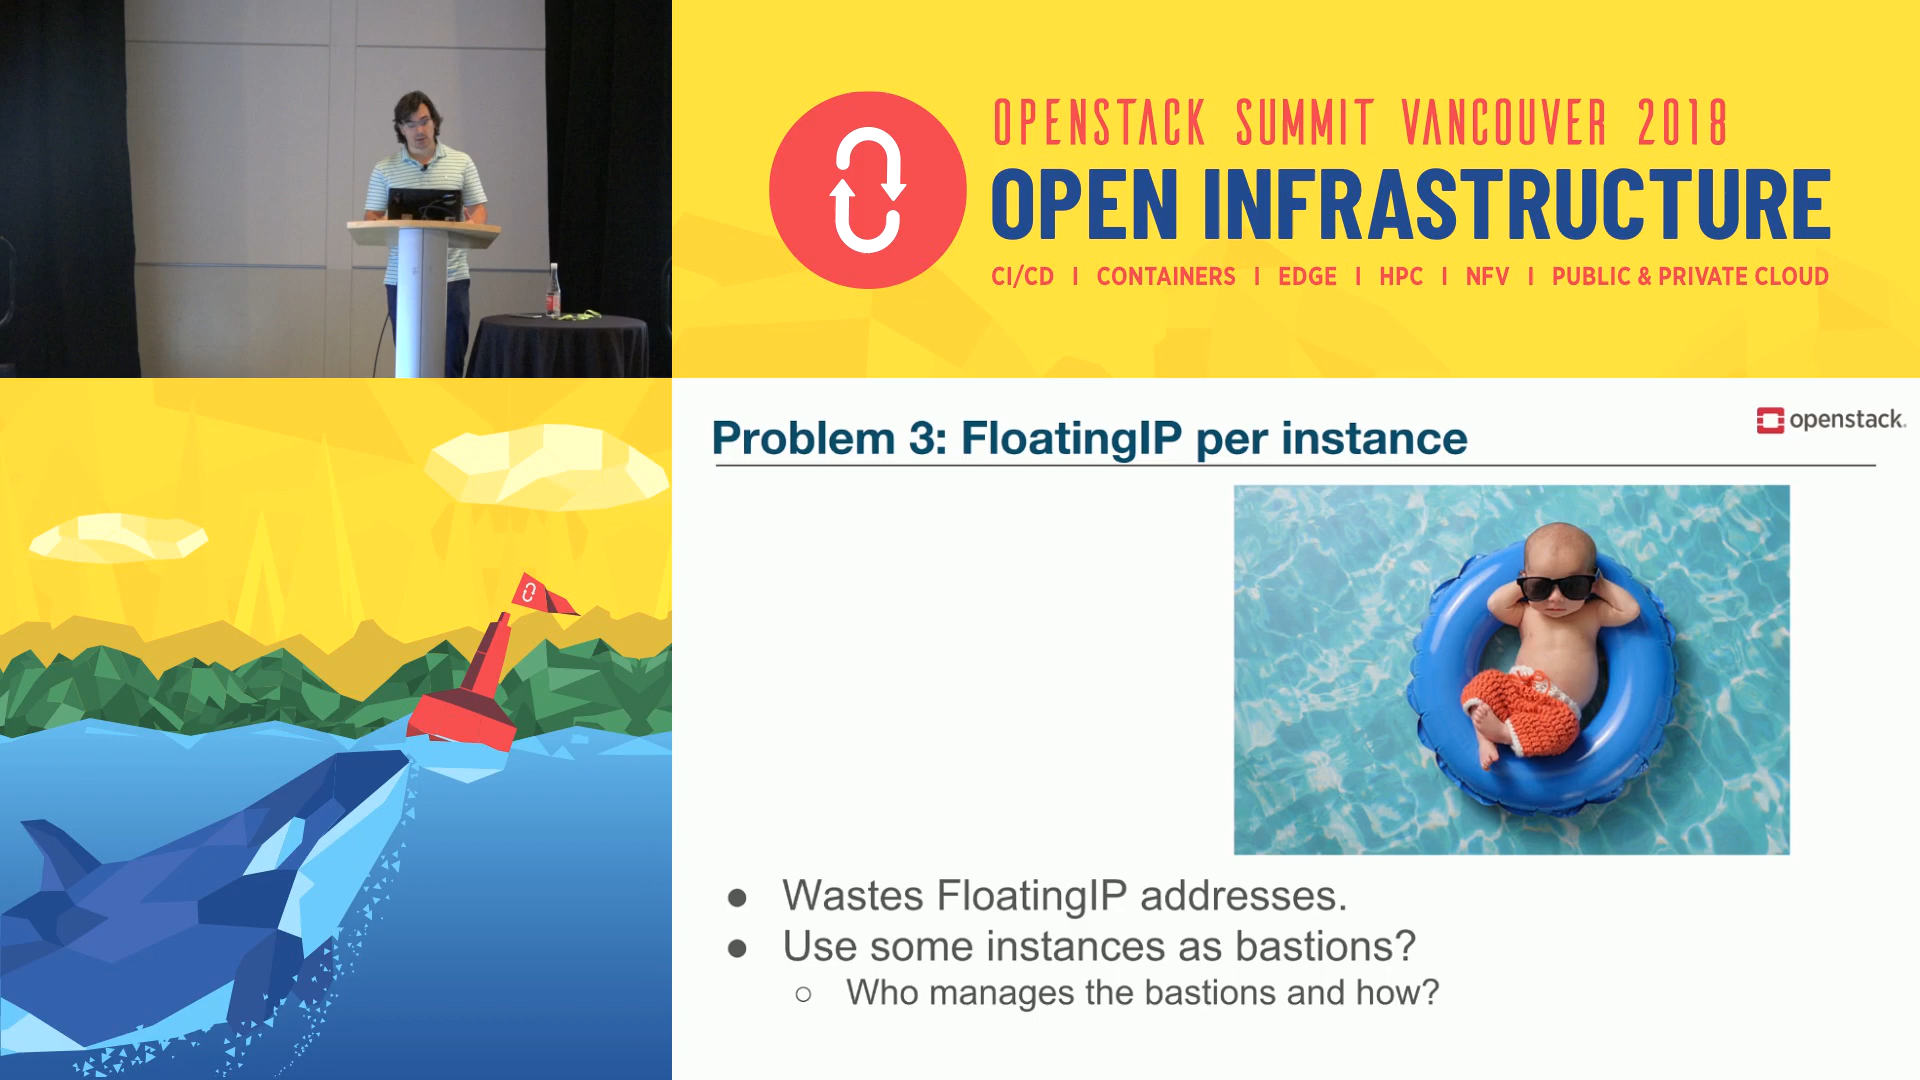 OPENSTACK SUMMIT VANCOUVER 2018
OPEN INFRASTRUCTURE
CI/CD | CONTAINERS | EDGE | HPC | NFV | PUBLIC & PRIVATE CLOUD
Problem 3: FloatingIP per instance
openstack.
● Wastes FloatingIP addresses.
● Use some instances as bastions?
○ Who manages the bastions and how?